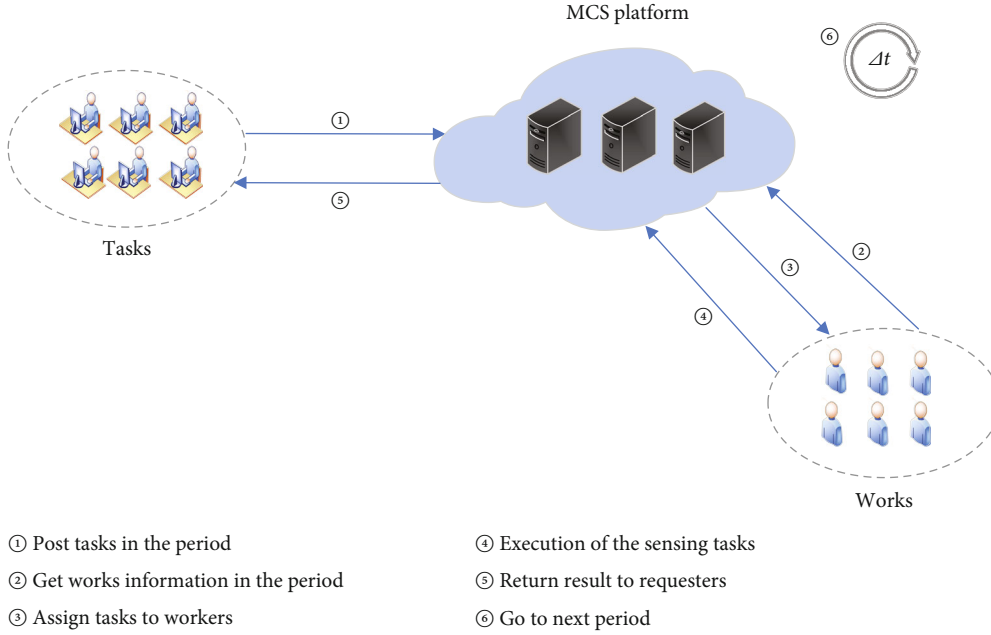 MCS platform
⑥
Δt
①
⑤
Tasks
②
③
④
Works
① Post tasks in the period
② Get works information in the period
③ Assign tasks to workers
④ Execution of the sensing tasks
⑤ Return result to requesters
⑥ Go to next period